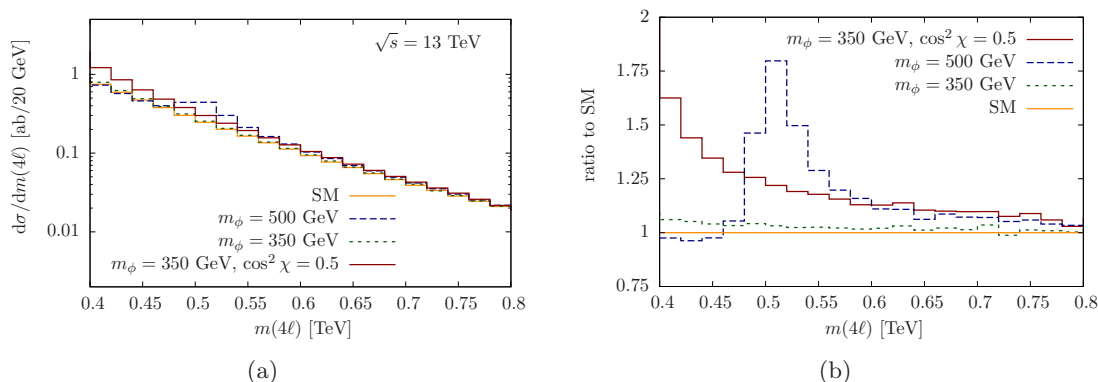 dσ/dm(4ℓ) [ab/20 GeV]
1
0.1
0.01
√s = 13 TeV
SM
m_ϕ = 500 GeV
m_ϕ = 350 GeV
m_ϕ = 350 GeV, cos² χ = 0.5
0.4 0.45 0.5 0.55 0.6 0.65 0.7 0.75 0.8
m(4ℓ) [TeV]
(a)
ratio to SM
2
1.75
1.5
1.25
1
0.75
m_ϕ = 350 GeV, cos² χ = 0.5
m_ϕ = 500 GeV
m_ϕ = 350 GeV
SM
0.4 0.45 0.5 0.55 0.6 0.65 0.7 0.75 0.8
m(4ℓ) [TeV]
(b)